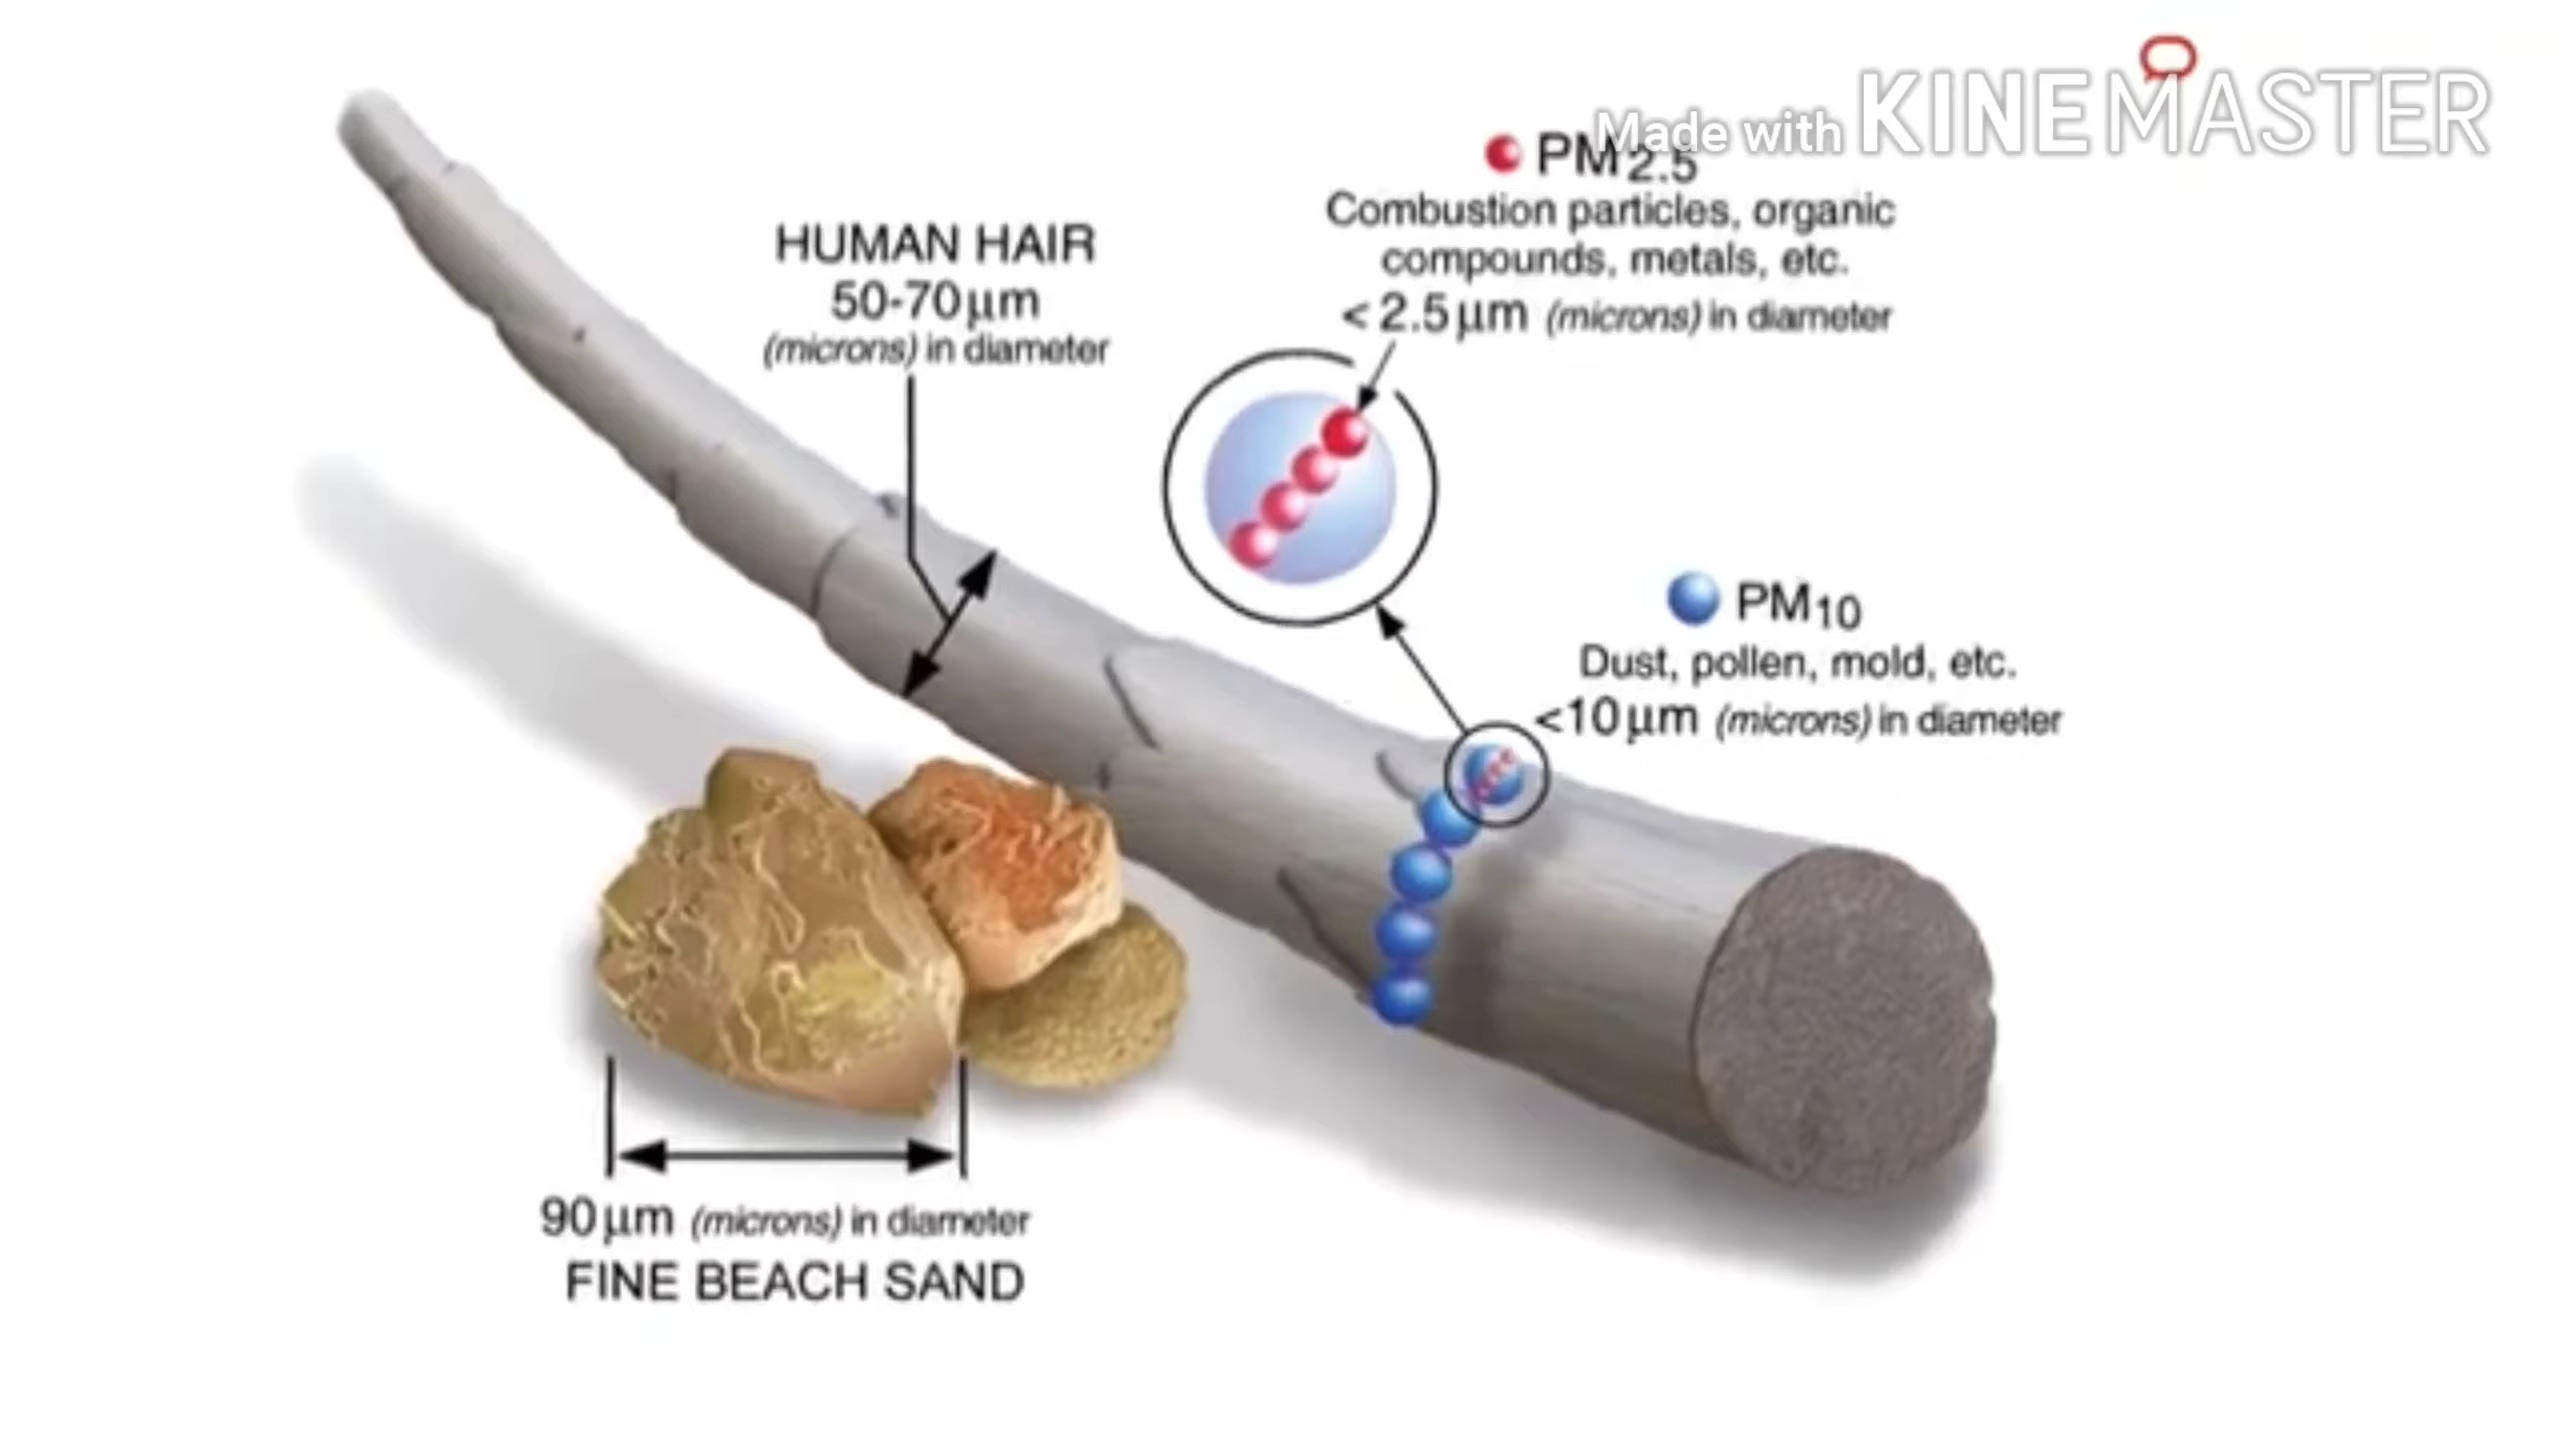 Made with KINEMASTER
PM2.5
Combustion particles, organic
compounds, metals, etc.
< 2.5 µm (microns) in diameter
HUMAN HAIR
50-70 µm
(microns) in diameter
PM10
Dust, pollen, mold, etc.
<10 µm (microns) in diameter
90 µm (microns) in diameter
FINE BEACH SAND